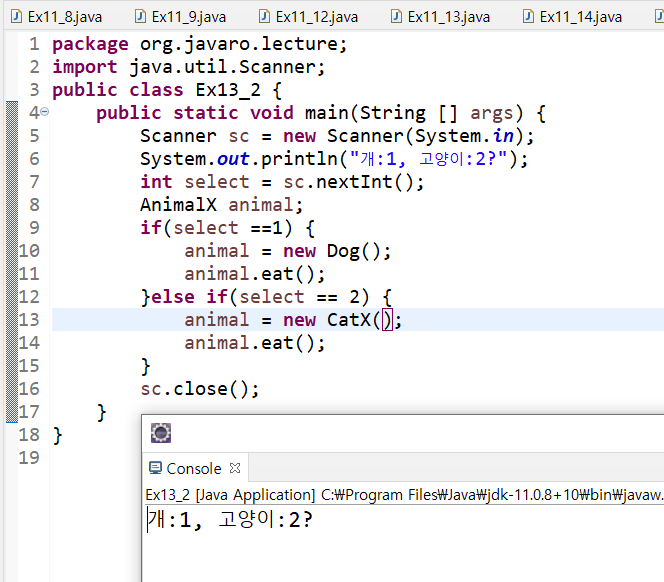 Ex11_8.java Ex11_9.java Ex11_12.java Ex11_13.java Ex11_14.java
1 package org.javaro.lecture;
2 import java.util.Scanner;
3 public class Ex13_2 {
4 public static void main(String [] args) {
5 Scanner sc = new Scanner(System.in);
6 System.out.println("개:1, 고양이:2?");
7 int select = sc.nextInt();
8 AnimalX animal;
9 if(select ==1) {
10 animal = new Dog();
11 animal.eat();
12 }else if(select == 2) {
13 animal = new CatX();
14 animal.eat();
15 }
16 sc.close();
17 }
18 }
19
Console
Ex13_2 [Java Application] C:₩Program Files₩Java₩jdk-11.0.8+10₩bin₩javaw.
개:1, 고양이:2?